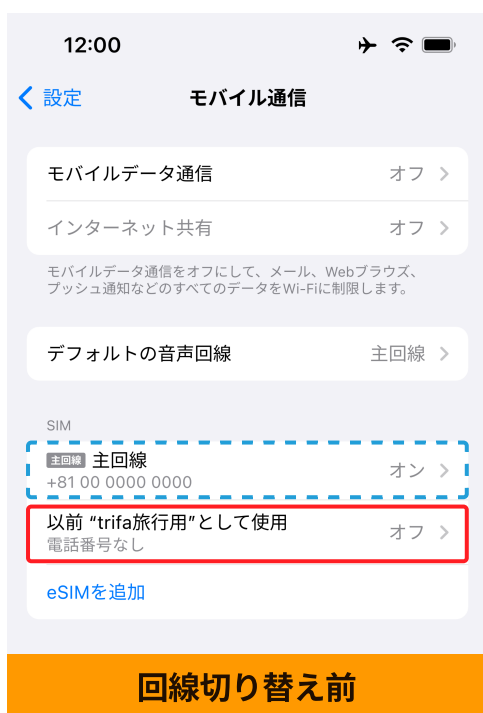 12:00
設定
モバイル通信
モバイルデータ通信 オフ
インターネット共有 オフ
モバイルデータ通信をオフにして、メール、Webブラウズ、
プッシュ通知などのすべてのデータをWi-Fiに制限します。
デフォルトの音声回線 主回線
SIM
主回線 主回線
+81 00 0000 0000
オン
以前 “trifa旅行用”として使用
電話番号なし
オフ
eSIMを追加
回線切り替え前